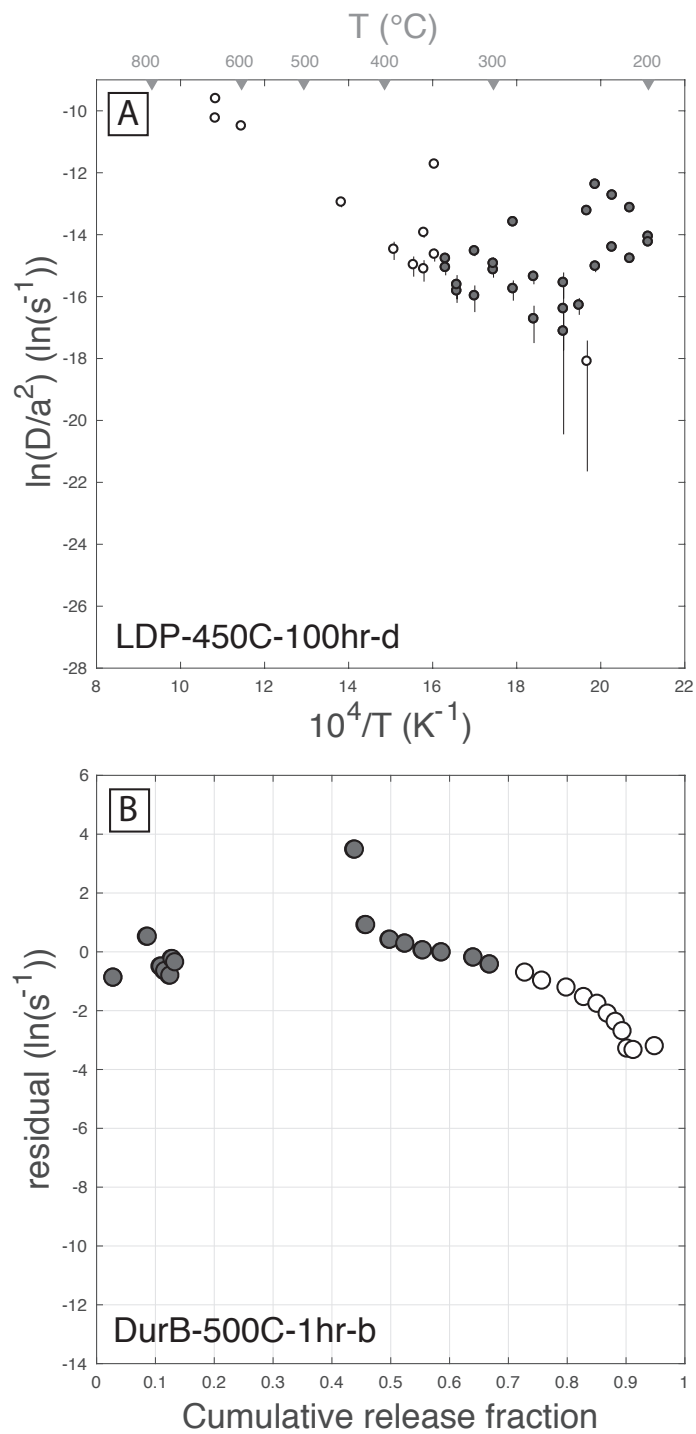 T (°C)
800 600 500 400 300 200
A
-10
-12
-14
-16
-18
-20
-22
-24
-26
-28
ln(D/a²) (ln(s⁻¹))
LDP-450C-100hr-d
8 10 12 14 16 18 20 22
10⁴/T (K⁻¹)
B
6
4
2
0
-2
-4
-6
-8
-10
-12
-14
residual (ln(s⁻¹))
DurB-500C-1hr-b
0 0.1 0.2 0.3 0.4 0.5 0.6 0.7 0.8 0.9 1
Cumulative release fraction